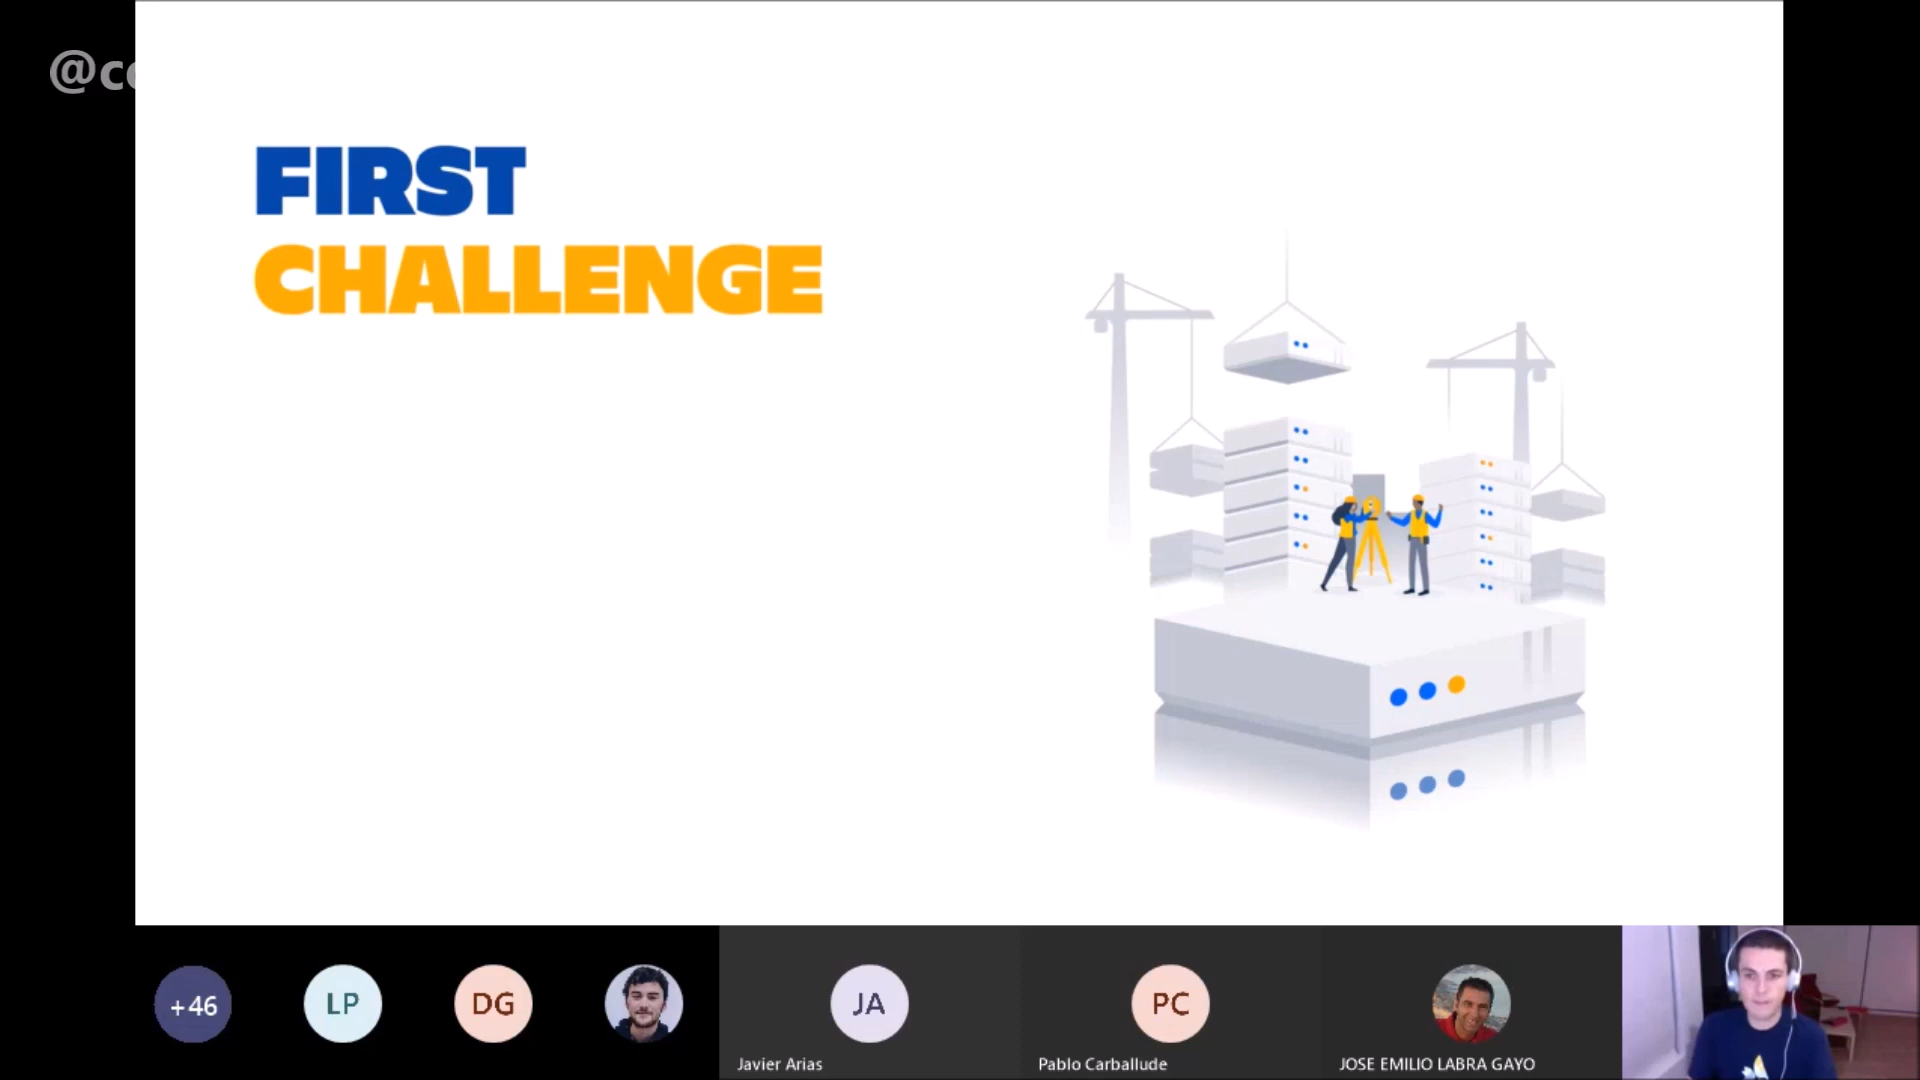 FIRST
CHALLENGE
+46
LP
DG
JA
PC
Javier Arias
Pablo Carballude
JOSE EMILIO LABRA GAYO